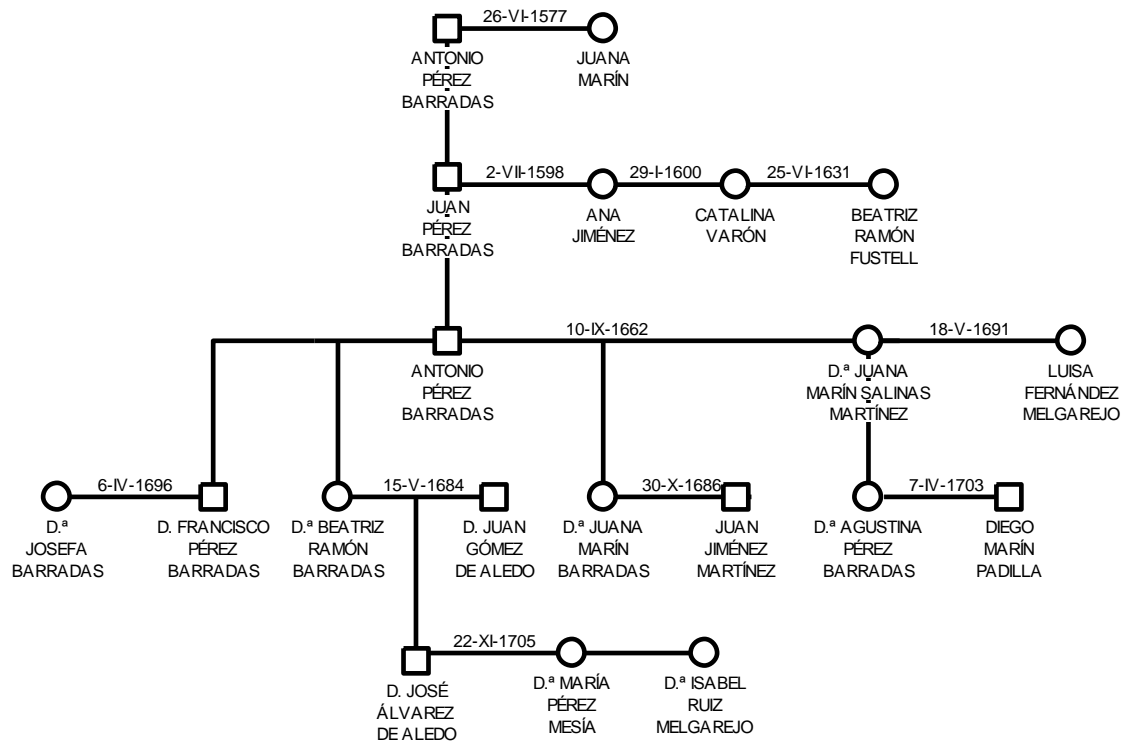 26-VI-1577
ANTONIO
PÉREZ
BARRADAS
JUANA
MARÍN
2-VII-1598
29-I-1600
25-VI-1631
JUAN
PÉREZ
BARRADAS
ANA
JIMÉNEZ
CATALINA
VARÓN
BEATRIZ
RAMÓN
FUSTELL
10-IX-1662
18-V-1691
ANTONIO
PÉREZ
BARRADAS
D.ª JUANA
MARÍN SALINAS
MARTÍNEZ
LUISA
FERNÁNDEZ
MELGAREJO
6-IV-1696
15-V-1684
30-X-1686
7-IV-1703
D.ª
JOSEFA
BARRADAS
D. FRANCISCO
PÉREZ
BARRADAS
D.ª BEATRIZ
RAMÓN
BARRADAS
D. JUAN
GÓMEZ
DE ALEDO
D.ª JUANA
MARÍN
BARRADAS
JUAN
JIMÉNEZ
MARTÍNEZ
D.ª AGUSTINA
PÉREZ
BARRADAS
DIEGO
MARÍN
PADILLA
22-XI-1705
D. JOSÉ
ÁLVAREZ
DE ALEDO
D.ª MARÍA
PÉREZ
MESÍA
D.ª ISABEL
RUIZ
MELGAREJO